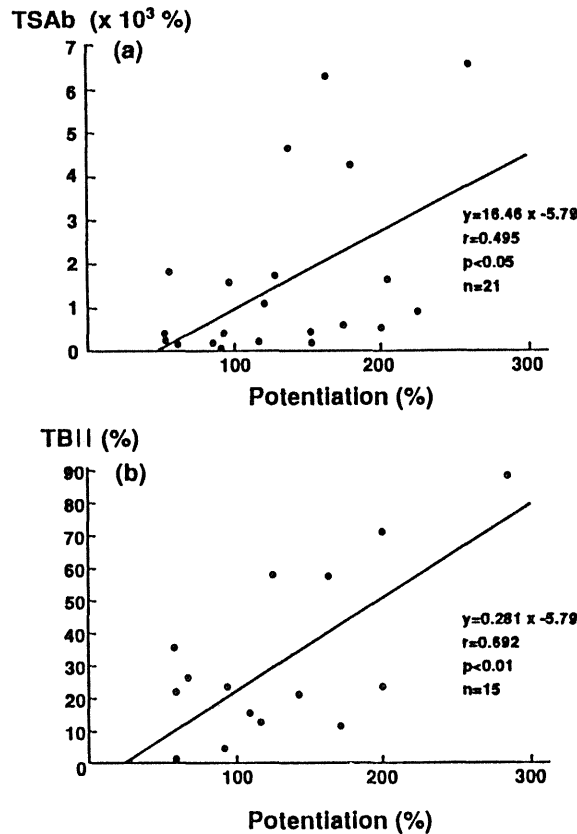 TSAb (x 10³ %)
(a)
7
6
5
4
3
2
1
0
y=16.46 x -5.79
r=0.495
p<0.05
n=21
100 200 300
Potentiation (%)
TBII (%)
(b)
90
80
70
60
50
40
30
20
10
0
y=0.281 x -5.79
r=0.692
p<0.01
n=15
100 200 300
Potentiation (%)